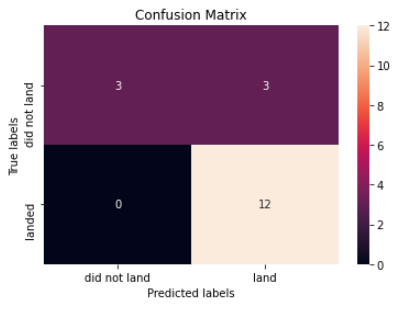 Confusion Matrix
True labels
did not land
landed
3 3
0 12
did not land land
Predicted labels
12
10
8
6
4
2
0